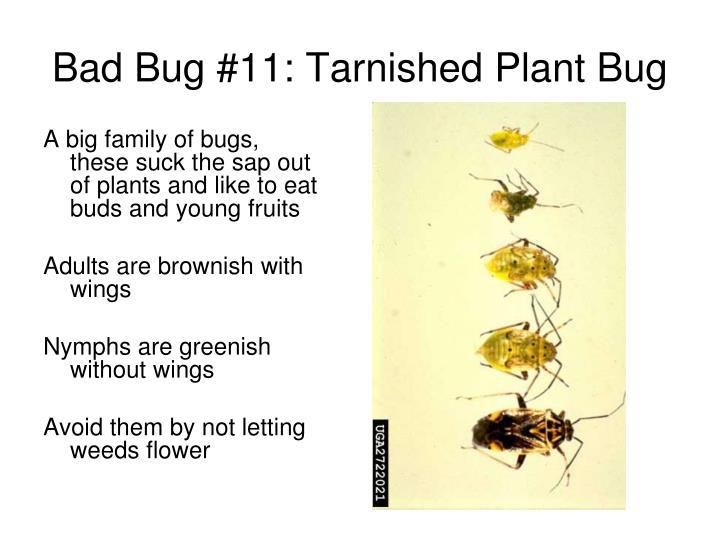 Bad Bug #11: Tarnished Plant Bug
A big family of bugs,
these suck the sap out
of plants and like to eat
buds and young fruits
Adults are brownish with
wings
Nymphs are greenish
without wings
Avoid them by not letting
weeds flower
UGA2722021